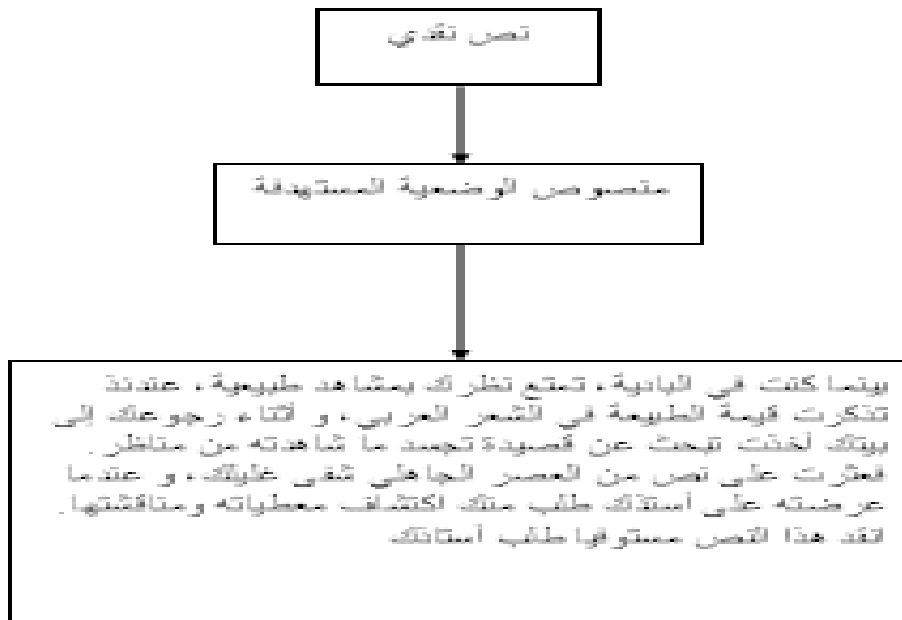 نص نقدي
منصوص الوضعية المستهدفة
بينما كنت في البادية، تمتع نظرك بمشاهد طبيعية، عندئذ
تذكرت قيمة الطبيعة في الشعر العربي، و أثناء رجوعك إلى
بيتك أخذت تبحث عن قصيدة تجسد ما شاهدته من مناظر.
فعثرت على نص من العصر الجاهلي شفى غليلك، و عندما
عرضته على أستاذك طلب منك اكتشاف معطياته ومناقشتها.
انقد هذا النص مستوفيا طلب أستاذك